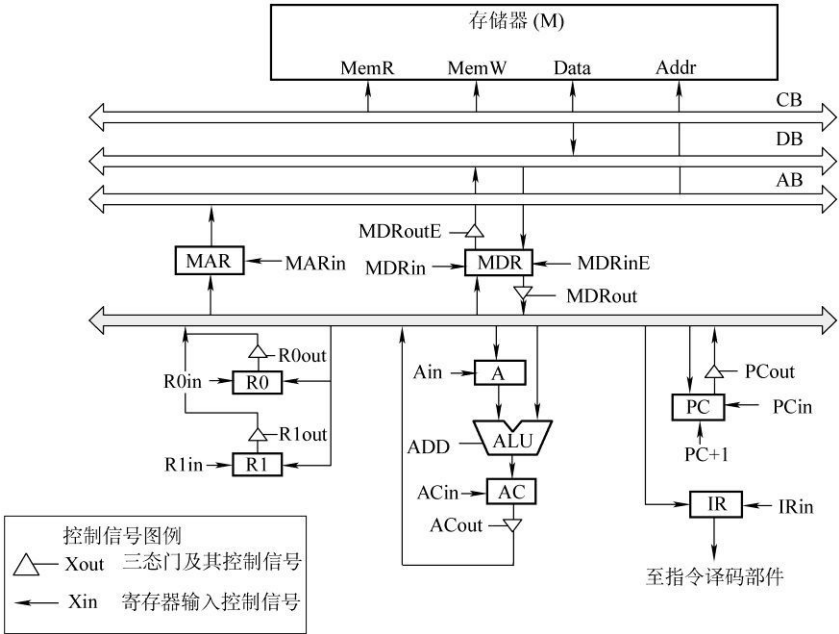 存储器 (M)
MemR MemW Data Addr
CB
DB
AB
MDRoutE
MAR MARin MDRin MDR MDRinE
MDRout
R0out
R0in R0
Ain A
PCout
PC PCin
R1out
ADD ALU
PC+1
R1in R1
ACin AC
IR IRin
ACout
控制信号图例
Xout 三态门及其控制信号
Xin 寄存器输入控制信号
至指令译码部件